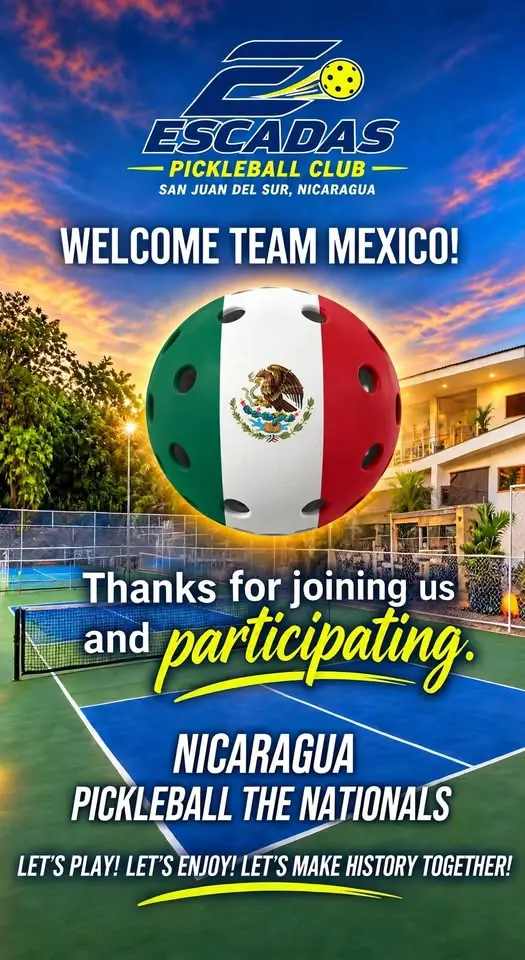 ESCADAS
PICKLEBALL CLUB
SAN JUAN DEL SUR, NICARAGUA
WELCOME TEAM MEXICO!
Thanks for joining us
and participating.
NICARAGUA
PICKLEBALL THE NATIONALS
LET'S PLAY! LET'S ENJOY! LET'S MAKE HISTORY TOGETHER!